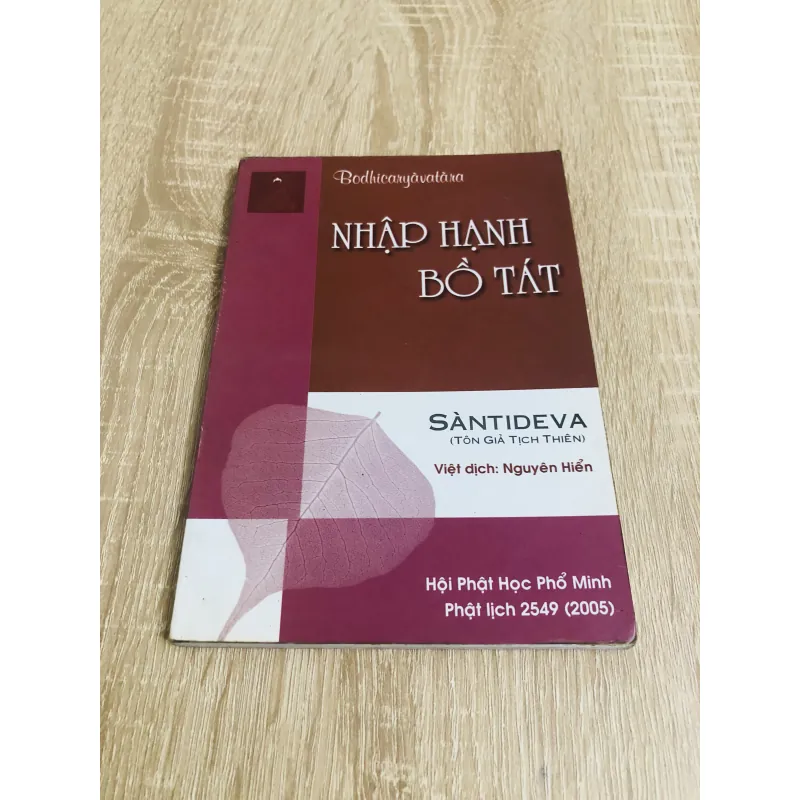 Bodhicaryâvatàra
NHẬP HẠNH
BỒ TÁT
SÀNTIDEVA
(TÔN GIẢ TỊCH THIÊN)
Việt dịch: Nguyên Hiển
Hội Phật Học Phổ Minh
Phật lịch 2549 (2005)